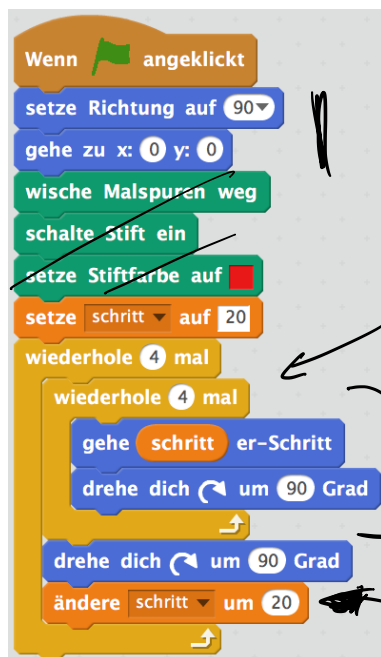 Wenn angeklickt
setze Richtung auf 90
gehe zu x: 0 y: 0
wische Malspuren weg
schalte Stift ein
setze Stiftfarbe auf
setze schritt auf 20
wiederhole 4 mal
wiederhole 4 mal
gehe schritt er-Schritt
drehe dich um 90 Grad
drehe dich um 90 Grad
ändere schritt um 20